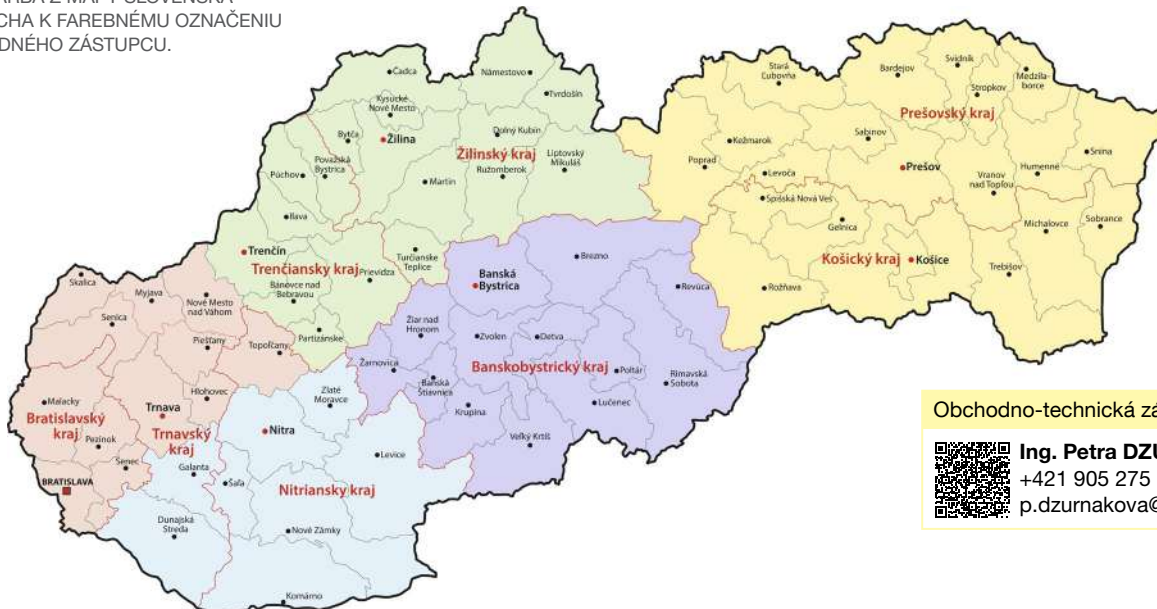 CHA K FAREBNÉMU OZNAČENIU
DNÉHO ZÁSTUPCU.
Čadca
Námestovo
Tvrdošín
Kysucké
Nové Mesto
Bytča
Žilina
Dolný Kubín
Žilinský kraj
Považská
Bystrica
Púchov
Martin
Ružomberok
Liptovský
Mikuláš
Ilava
Trenčín
Trenčiansky kraj
Turčianske
Teplice
Prievidza
Bánovce nad
Bebravou
Partizánske
Stará
Ľubovňa
Bardejov
Svidník
Stropkov
Medzila-
borce
Prešovský kraj
Kežmarok
Sabinov
Poprad
Levoča
Prešov
Snina
Humenné
Vranov
nad Topľou
Spišská Nová Ves
Gelnica
Michalovce
Sobrance
Košický kraj
Košice
Trebišov
Rožňava
Banská
Bystrica
Brezno
Revúca
Žiar nad
Hronom
Zvolen
Detva
Žarnovica
Banskobystrický kraj
Poltár
Rimavská
Sobota
Banská
Štiavnica
Krupina
Lučenec
Veľký Krtíš
Skalica
Myjava
Nové Mesto
nad Váhom
Senica
Piešťany
Topoľčany
Hlohovec
Malacky
Bratislavský
kraj
Trnava
Trnavský
kraj
Pezinok
Senec
BRATISLAVA
Galanta
Zlaté
Moravce
Nitra
Levice
Šaľa
Nitriansky kraj
Dunajská
Streda
Nové Zámky
Komárno
Obchodno-technická zá
Ing. Petra DZU
+421 905 275
p.dzurnakova@